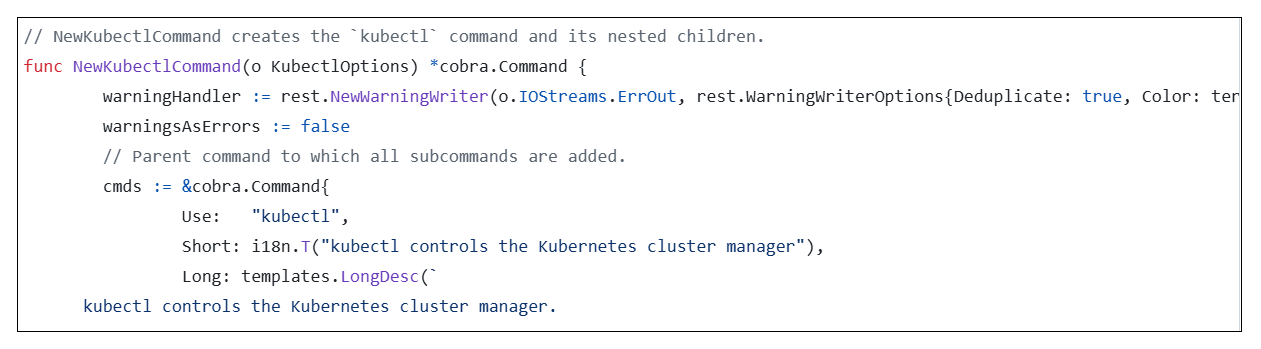 // NewKubectlCommand creates the `kubectl` command and its nested children.
func NewKubectlCommand(o KubectlOptions) *cobra.Command {
        warningHandler := rest.NewWarningWriter(o.IOStreams.ErrOut, rest.WarningWriterOptions{Deduplicate: true, Color: ter
        warningsAsErrors := false
        // Parent command to which all subcommands are added.
        cmds := &cobra.Command{
                Use:   "kubectl",
                Short: i18n.T("kubectl controls the Kubernetes cluster manager"),
                Long: templates.LongDesc(`
      kubectl controls the Kubernetes cluster manager.